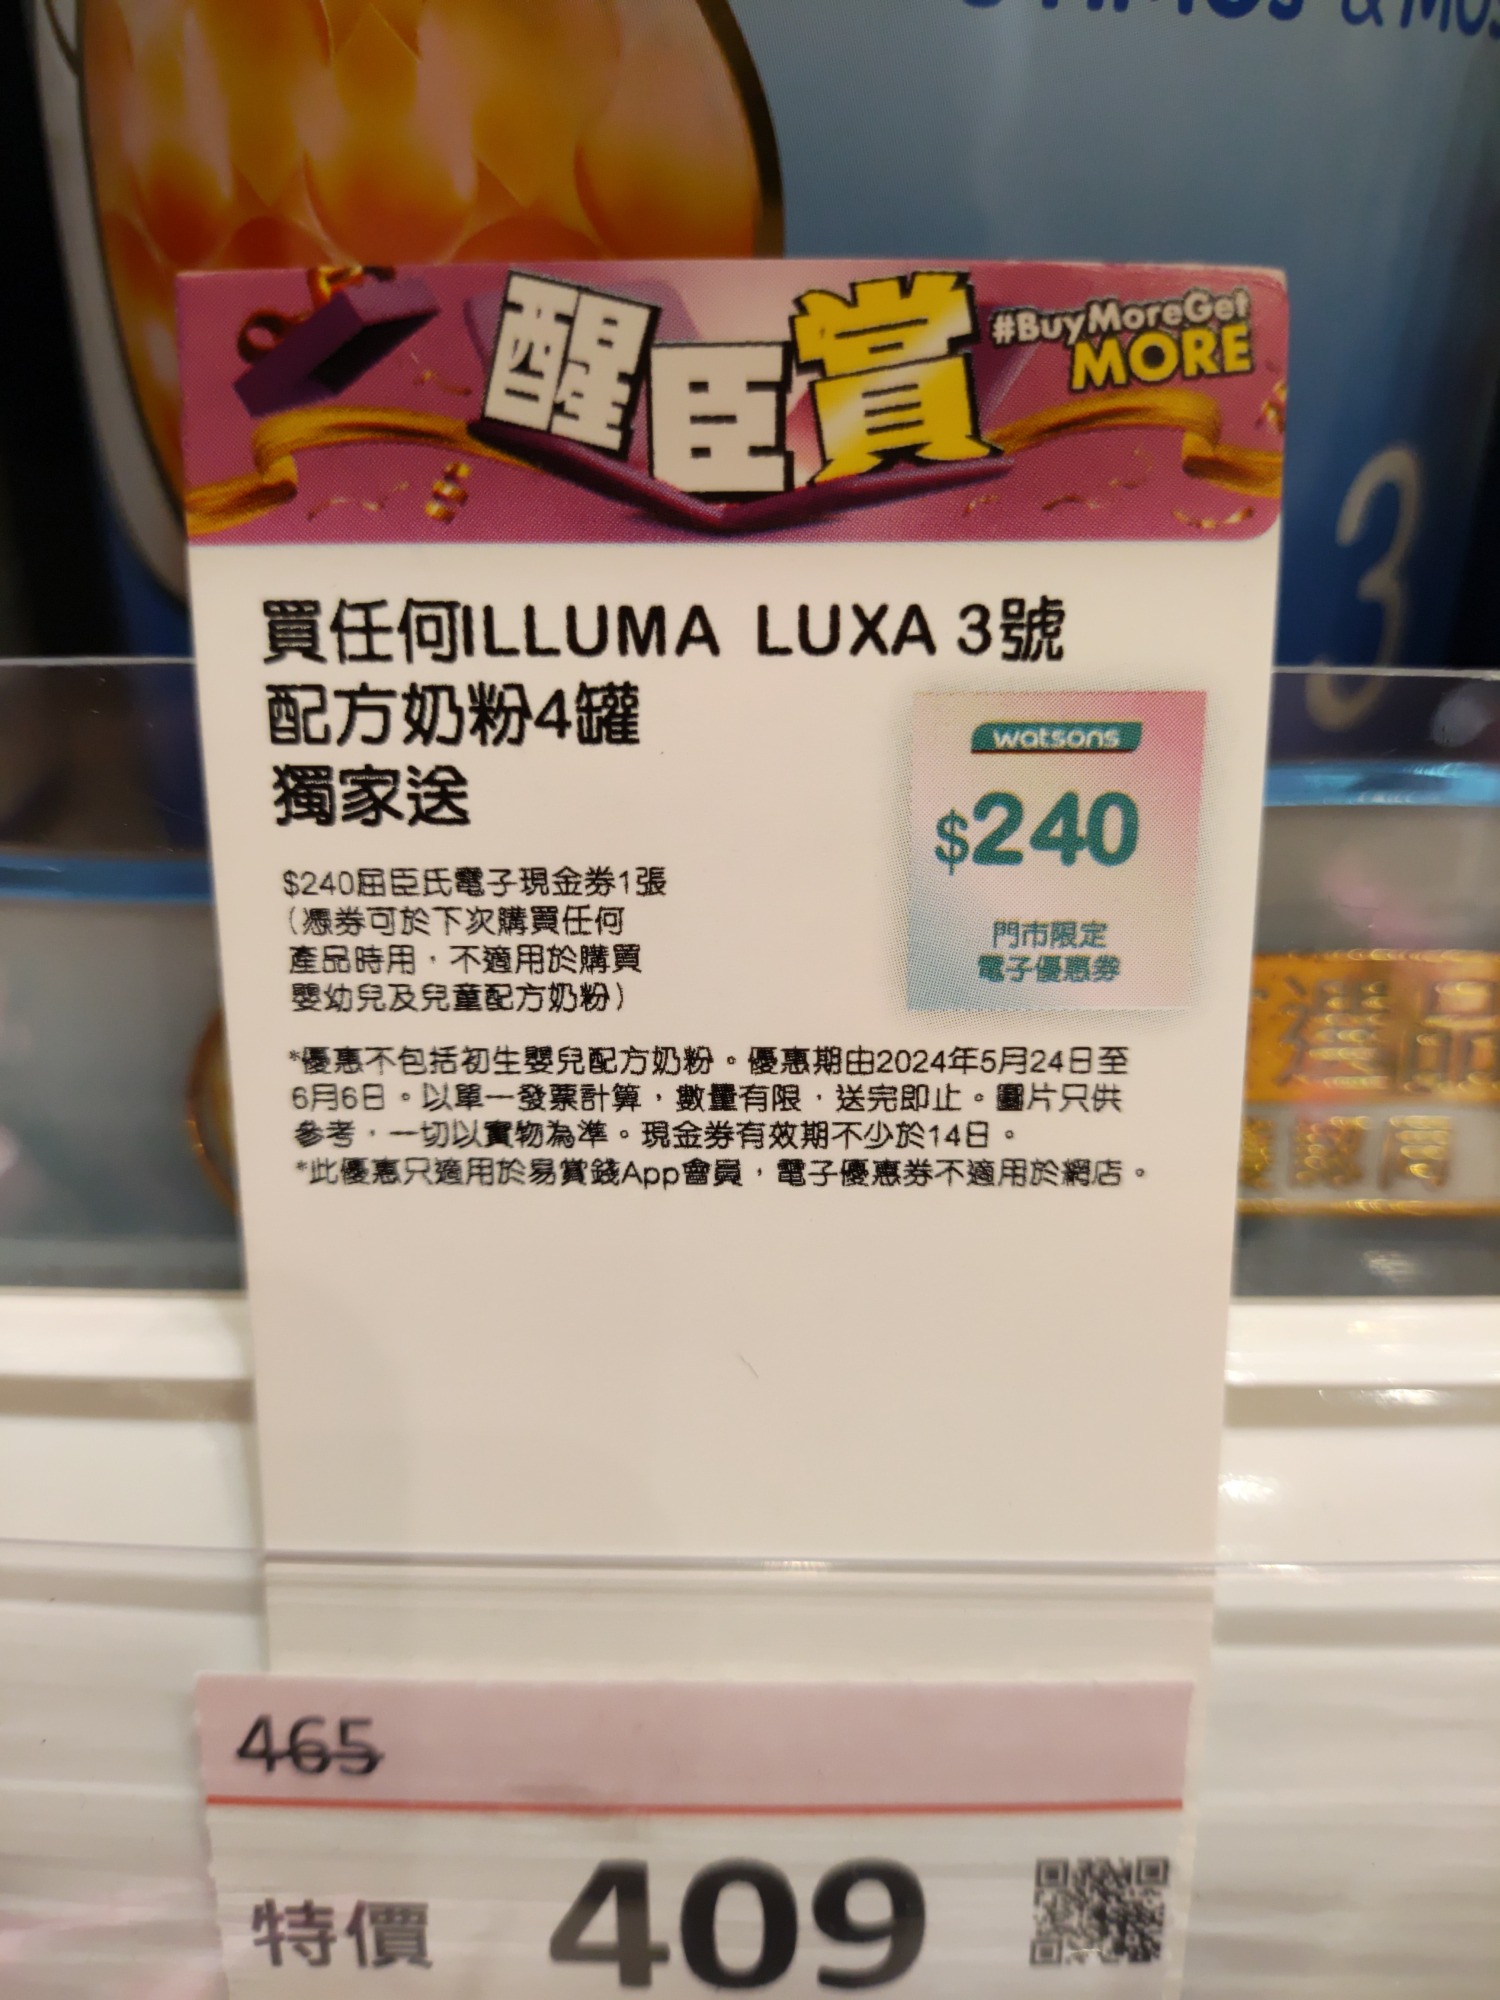 & Mos
醒臣賞
#BuyMoreGet
MORE
3
買任何ILLUMA LUXA 3號
配方奶粉4罐
獨家送
watsons
$240
門市限定
電子優惠券
$240屈臣氏電子現金券1張
(憑券可於下次購買任何
產品時用，不適用於購買
嬰幼兒及兒童配方奶粉)
*優惠不包括初生嬰兒配方奶粉。優惠期由2024年5月24日至
6月6日。以單一發票計算，數量有限，送完即止。圖片只供
參考，一切以實物為準。現金券有效期不少於14日。
*此優惠只適用於易賞錢App會員，電子優惠券不適用於網店。
465
特價 409